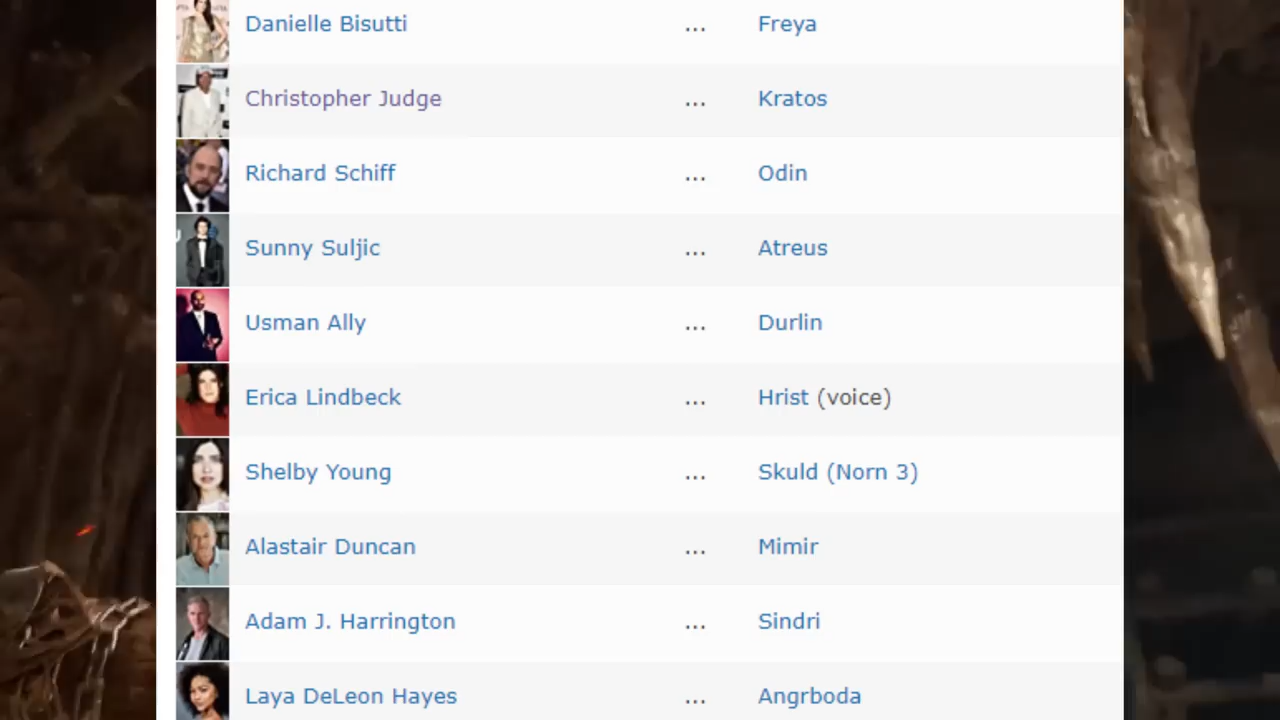 Danielle Bisutti ... Freya
Christopher Judge ... Kratos
Richard Schiff ... Odin
Sunny Suljic ... Atreus
Usman Ally ... Durlin
Erica Lindbeck ... Hrist (voice)
Shelby Young ... Skuld (Norn 3)
Alastair Duncan ... Mimir
Adam J. Harrington ... Sindri
Laya DeLeon Hayes ... Angrboda